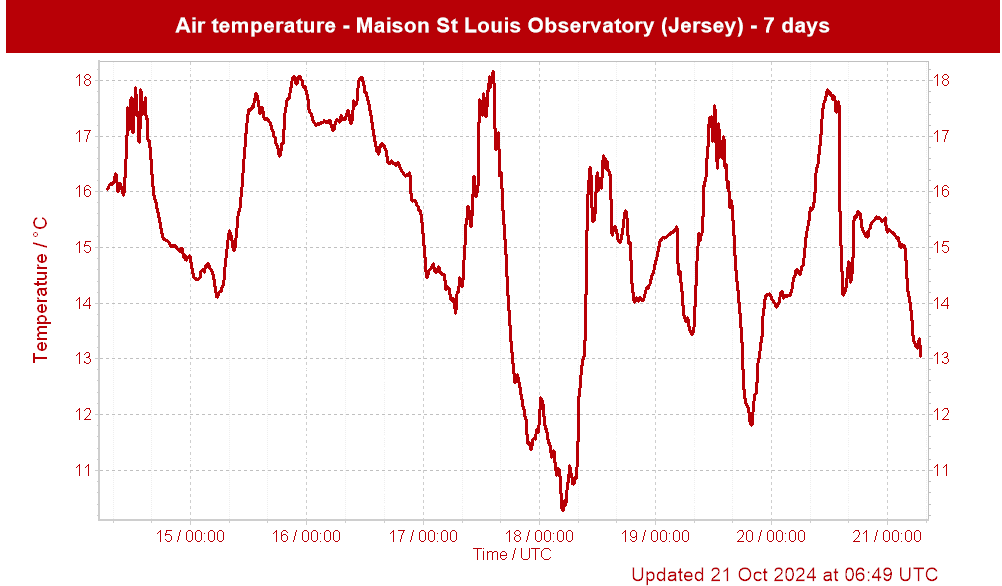 Air temperature - Maison St Louis Observatory (Jersey) - 7 days
18 18
17 17
16 16
15 15
14 14
13 13
12 12
11 11
Temperature / °C
15 / 00:00 16 / 00:00 17 / 00:00 18 / 00:00 19 / 00:00 20 / 00:00 21 / 00:00
Time / UTC
Updated 21 Oct 2024 at 06:49 UTC